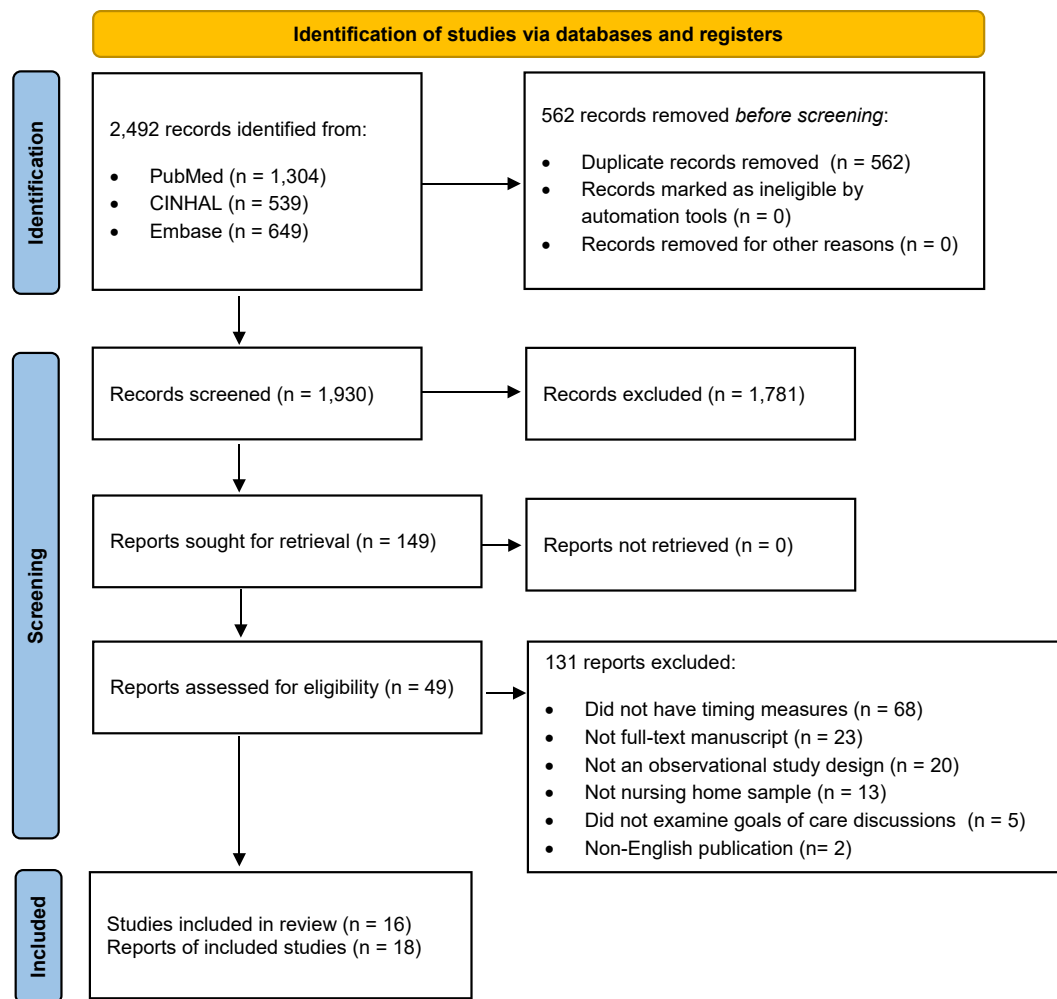 Identification of studies via databases and registers
Identification
2,492 records identified from:
• PubMed (n = 1,304)
• CINHAL (n = 539)
• Embase (n = 649)
562 records removed before screening:
• Duplicate records removed (n = 562)
• Records marked as ineligible by
automation tools (n = 0)
• Records removed for other reasons (n = 0)
Screening
Records screened (n = 1,930)
Records excluded (n = 1,781)
Reports sought for retrieval (n = 149)
Reports not retrieved (n = 0)
Reports assessed for eligibility (n = 49)
131 reports excluded:
• Did not have timing measures (n = 68)
• Not full-text manuscript (n = 23)
• Not an observational study design (n = 20)
• Not nursing home sample (n = 13)
• Did not examine goals of care discussions (n = 5)
• Non-English publication (n= 2)
Included
Studies included in review (n = 16)
Reports of included studies (n = 18)